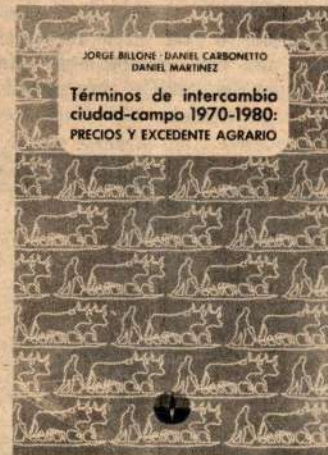 JORGE BILLONE · DANIEL CARBONETTO
DANIEL MARTINEZ
Términos de intercambio
ciudad-campo 1970-1980:
PRECIOS Y EXCEDENTE AGRARIO